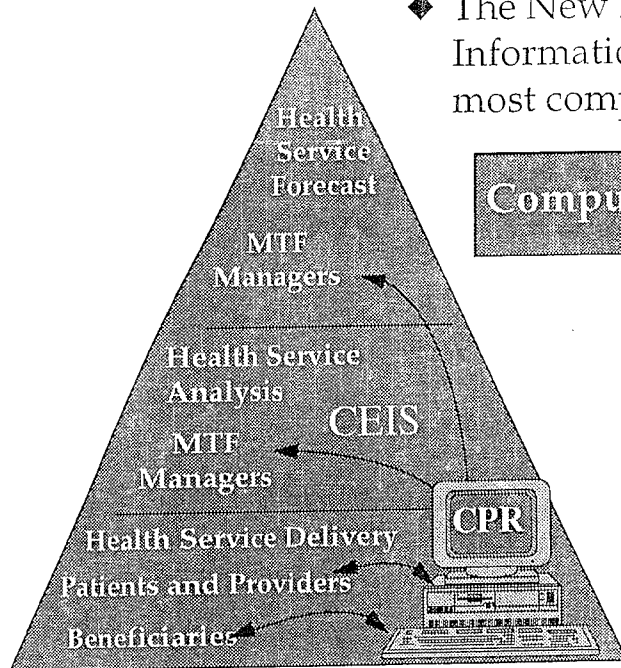 ◆ The New
Informatio
most comp
Compu
Health
Service
Forecast
MTF
Managers
Health Service
Analysis
CEIS
MTF
Managers
CPR
Health Service Delivery
Patients and Providers
Beneficiaries